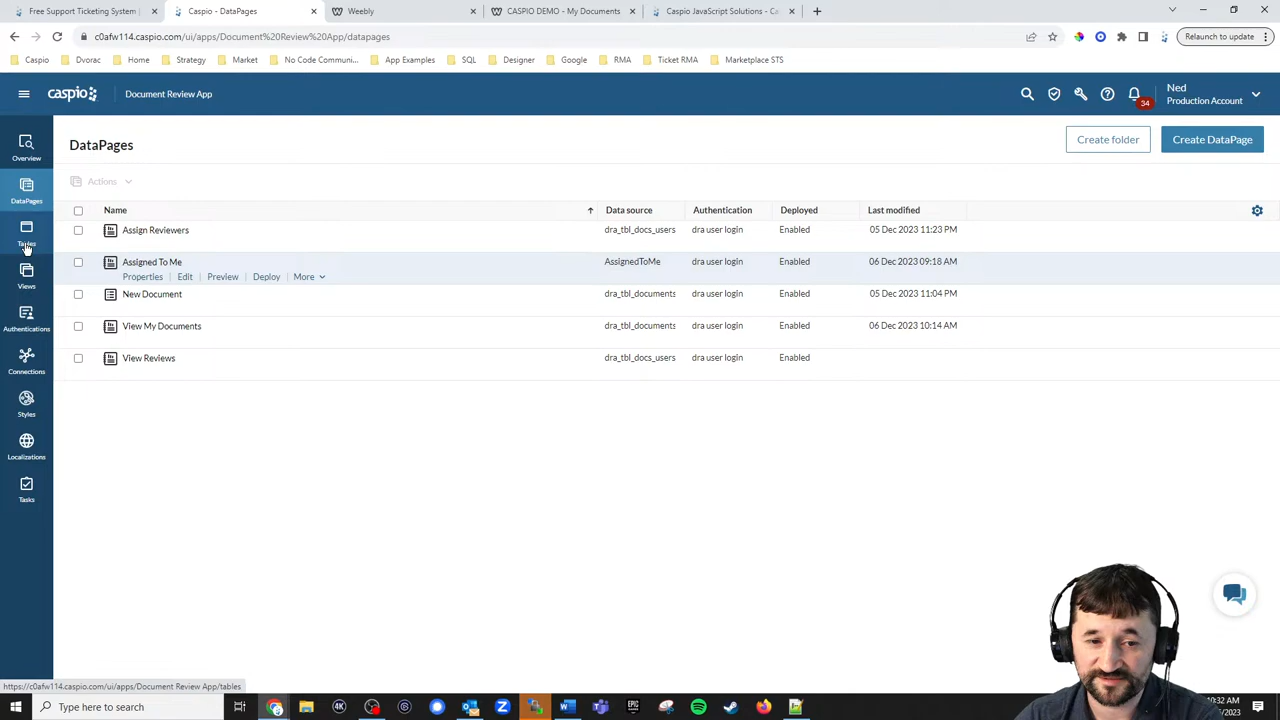 Free Support Ticketing System |
Caspio - DataPages
Weebly
CASPIO DEMO - My Documents
Caspio JavaScript Solutions - Ca
c0afw114.caspio.com/ui/apps/Document%20Review%20App/datapages
Relaunch to update
Caspio
Dvorac
Home
Strategy
Market
No Code Communi...
App Examples
SQL
Designer
Google
RMA
Ticket RMA
Marketplace STS
caspio
Document Review App
34
Ned
Production Account
Overview
DataPages
Tables
Views
Authentications
Connections
Styles
Localizations
Tasks
DataPages
Create folder
Create DataPage
Actions
Name Data source Authentication Deployed Last modified
Assign Reviewers dra_tbl_docs_users dra user login Enabled 05 Dec 2023 11:23 PM
Assigned To Me AssignedToMe dra user login Enabled 06 Dec 2023 09:18 AM
Properties Edit Preview Deploy More
New Document dra_tbl_documents dra user login Enabled 05 Dec 2023 11:04 PM
View My Documents dra_tbl_documents dra user login Enabled 06 Dec 2023 10:14 AM
View Reviews dra_tbl_docs_users dra user login Enabled
https://c0afw114.caspio.com/ui/apps/Document Review App/tables
Type here to search
4K
EPIC
10:32 AM